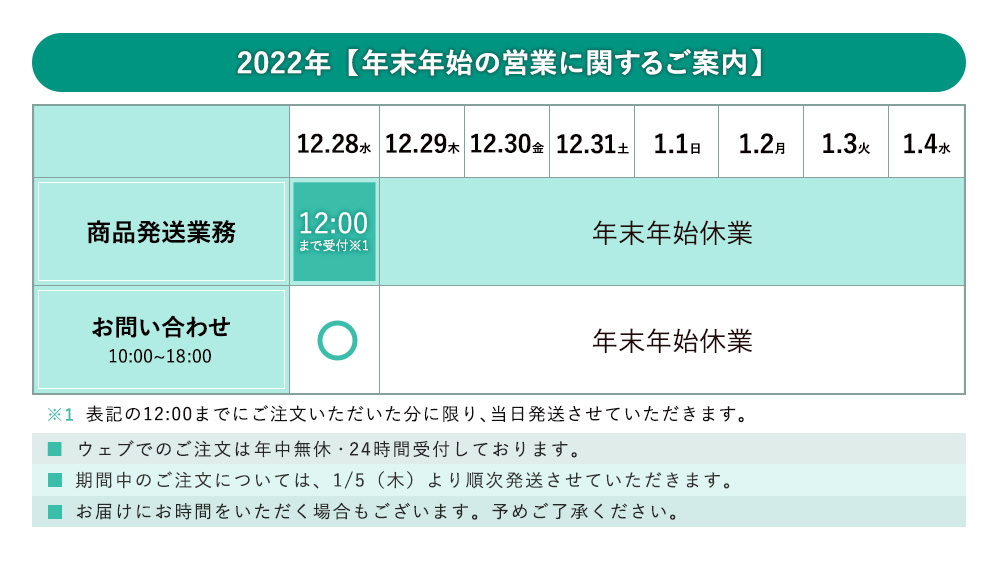 2022年【年末年始の営業に関するご案内】
12.28水 12.29木 12.30金 12.31土 1.1日 1.2月 1.3火 1.4水
商品発送業務
12:00
まで受付※1
年末年始休業
お問い合わせ
10:00~18:00
○
年末年始休業
※1 表記の12:00までにご注文いただいた分に限り、当日発送させていただきます。
■ ウェブでのご注文は年中無休・24時間受付しております。
■ 期間中のご注文については、1/5（木）より順次発送させていただきます。
■ お届けにお時間をいただく場合もございます。予めご了承ください。